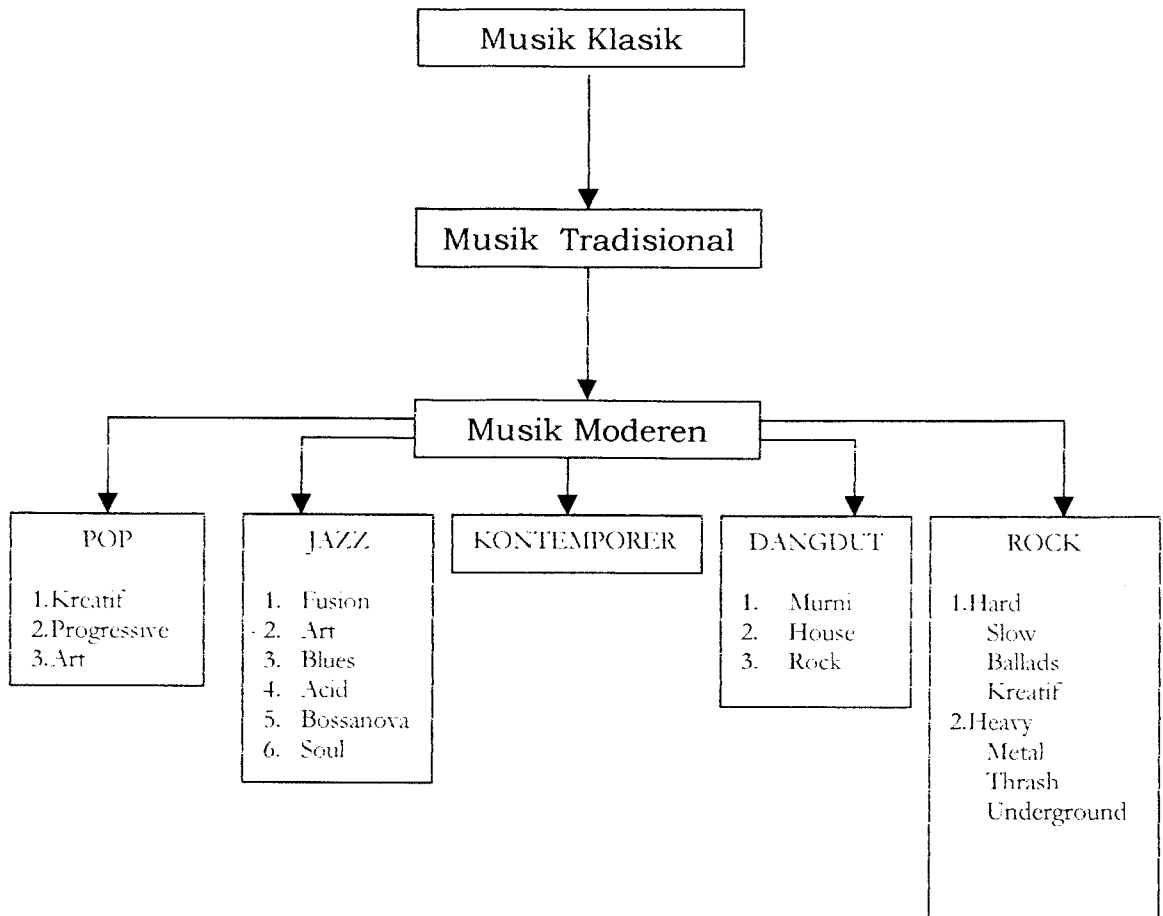 Musik Klasik
Musik Tradisional
Musik Moderen
POP
1.Kreatif
2.Progressive
3.Art
JAZZ
1. Fusion
2. Art
3. Blues
4. Acid
5. Bossanova
6. Soul
KONTEMPORER
DANGDUT
1. Murni
2. House
3. Rock
ROCK
1.Hard
Slow
Ballads
Kreatif
2.Heavy
Metal
Thrash
Underground